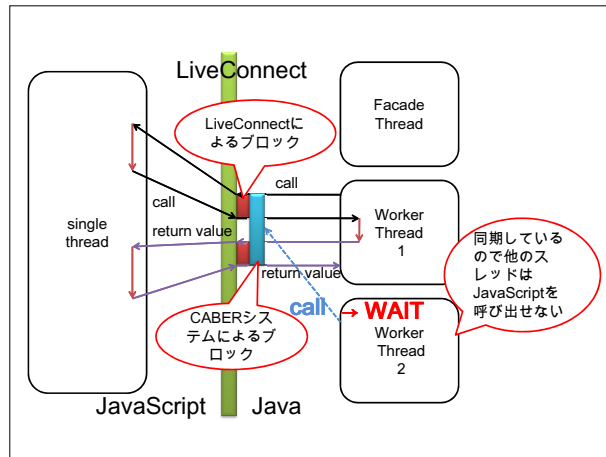 LiveConnect
LiveConnectに
よるブロック
Facade
Thread
call
call
single
thread
return value
Worker
Thread
1
return value
同期している
ので他のス
レッドは
JavaScriptを
呼び出せない
call
WAIT
Worker
Thread
2
CABERシス
テムによるブ
ロック
JavaScript
Java